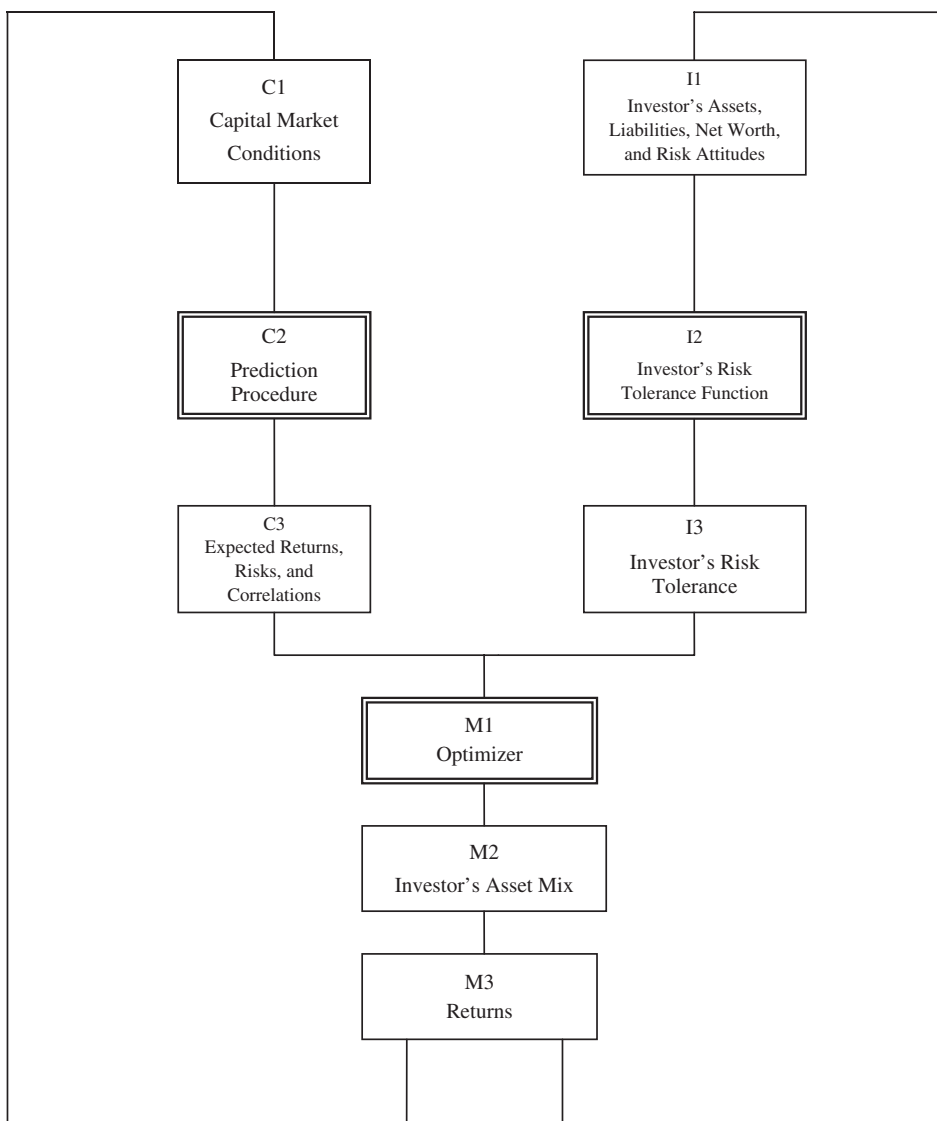 C1
Capital Market
Conditions
I1
Investor’s Assets,
Liabilities, Net Worth,
and Risk Attitudes
C2
Prediction
Procedure
I2
Investor’s Risk
Tolerance Function
C3
Expected Returns,
Risks, and
Correlations
I3
Investor’s Risk
Tolerance
M1
Optimizer
M2
Investor’s Asset Mix
M3
Returns